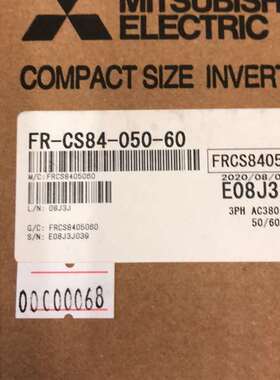 MITSUBISHI
ELECTRIC
COMPACT SIZE INVERT
FR-CS84-050-60
M/C:FRCS8405060
FRCS8405
2020/08/0
L/N: 08J3J
E08J3
3PH AC380
50/60
G/C: FRCS8405060
S/N: E08J3J039
00C00068